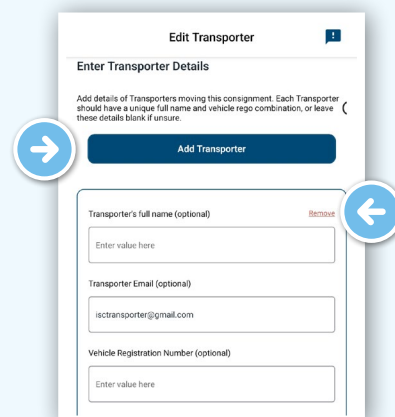 Edit Transporter
Enter Transporter Details
Add details of Transporters moving this consignment. Each Transporter
should have a unique full name and vehicle rego combination, or leave
these details blank if unsure.
Add Transporter
Transporter's full name (optional)
Remove
Enter value here
Transporter Email (optional)
isctransporter@gmail.com
Vehicle Registration Number (optional)
Enter value here